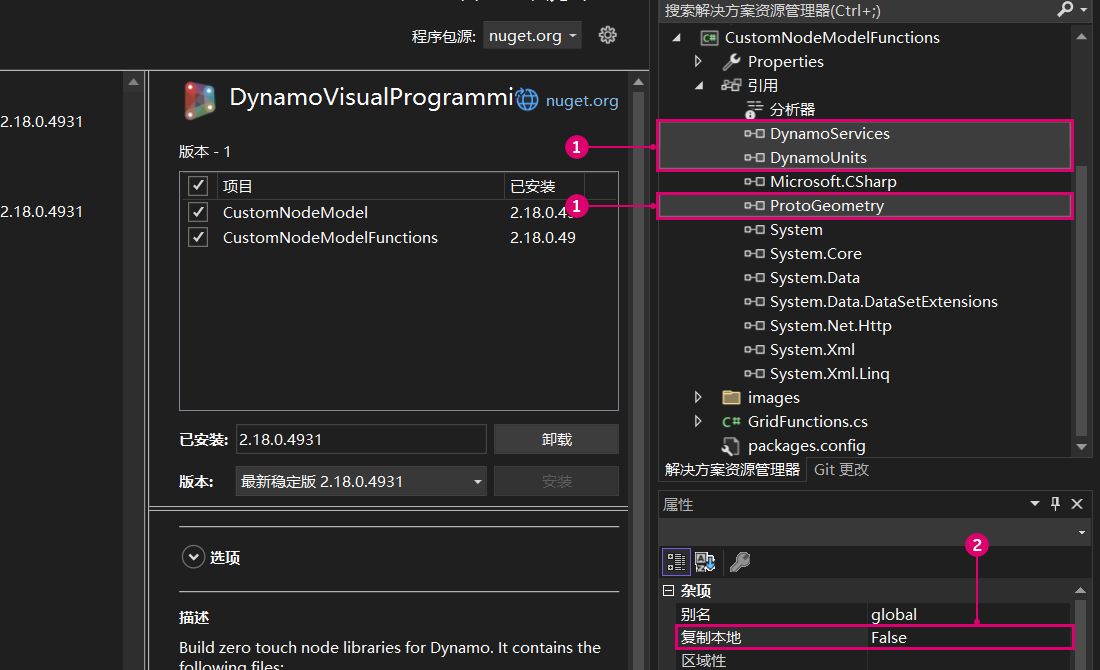 程序包源: nuget.org
DynamoVisualProgrammi nuget.org
2.18.0.4931
2.18.0.4931
版本 - 1
项目 已安装
CustomNodeModel 2.18.0.49
CustomNodeModelFunctions 2.18.0.49
已安装: 2.18.0.4931 卸载
版本: 最新稳定版 2.18.0.4931 安装
选项
描述
Build zero touch node libraries for Dynamo. It contains the
following files:
搜索解决方案资源管理器(Ctrl+;)
C# CustomNodeModelFunctions
Properties
引用
分析器
1
DynamoServices
DynamoUnits
Microsoft.CSharp
1
ProtoGeometry
System
System.Core
System.Data
System.Data.DataSetExtensions
System.Net.Http
System.Xml
System.Xml.Linq
images
C# GridFunctions.cs
packages.config
解决方案资源管理器 Git 更改
属性
2
杂项
别名 global
复制本地 False
区域性